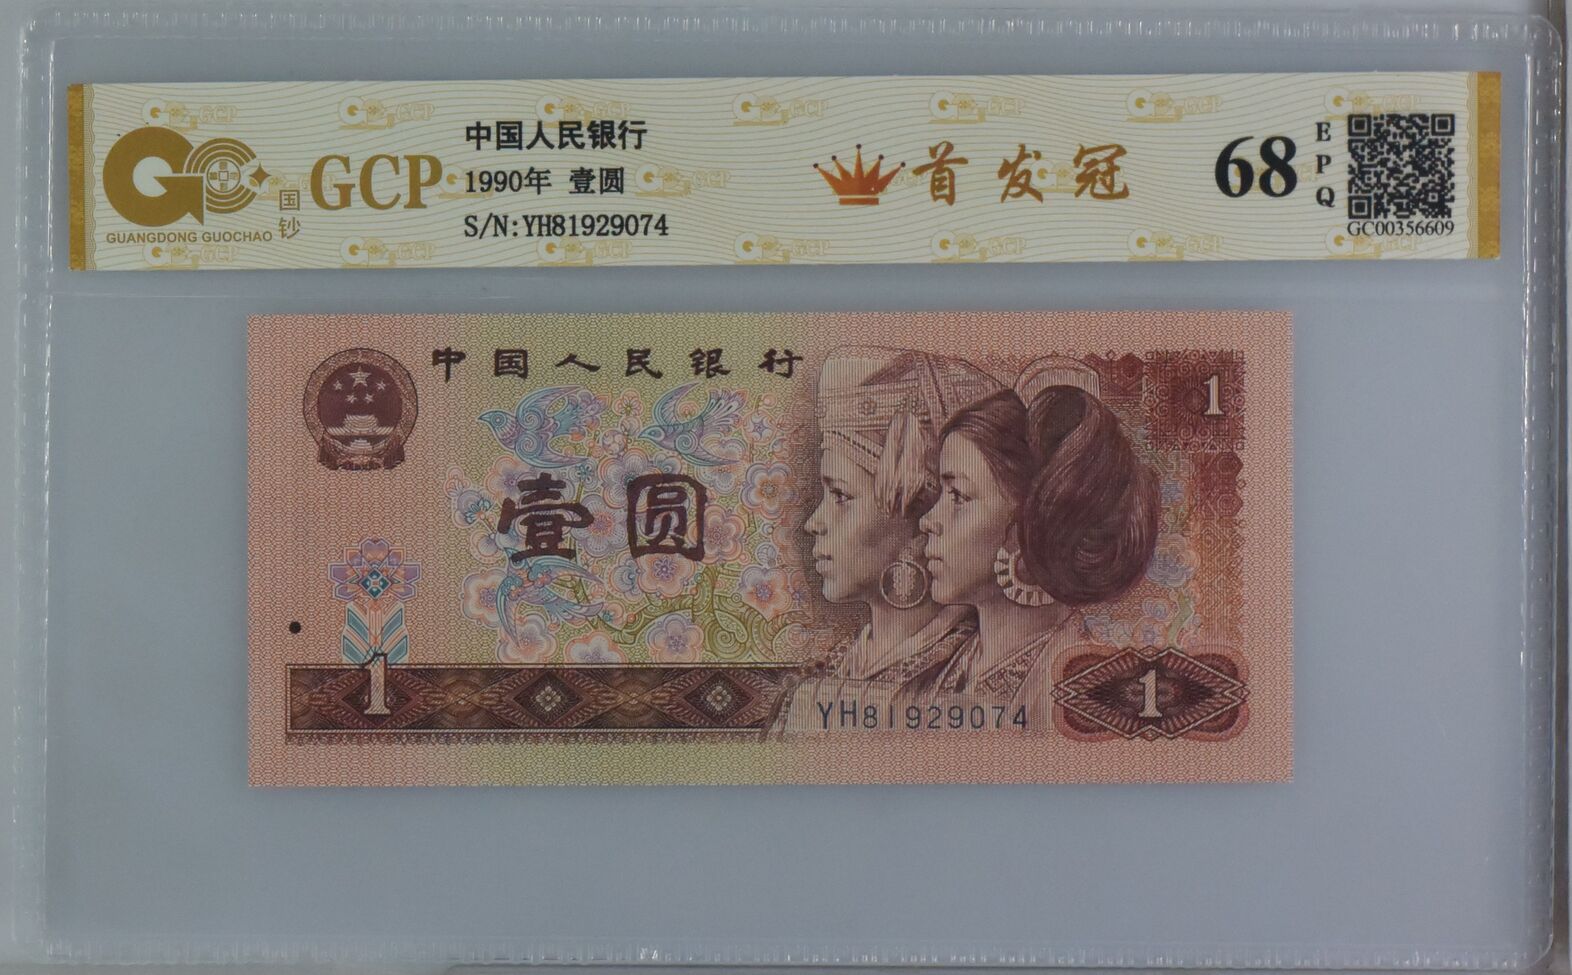 中国人民银行
1990年 壹圆
S/N:YH81929074
GCP
国钞
GUANGDONG GUOCHAO
首发冠
68
EPQ
GC00356609
中国人民银行
1
壹圆
1
YH81929074
1